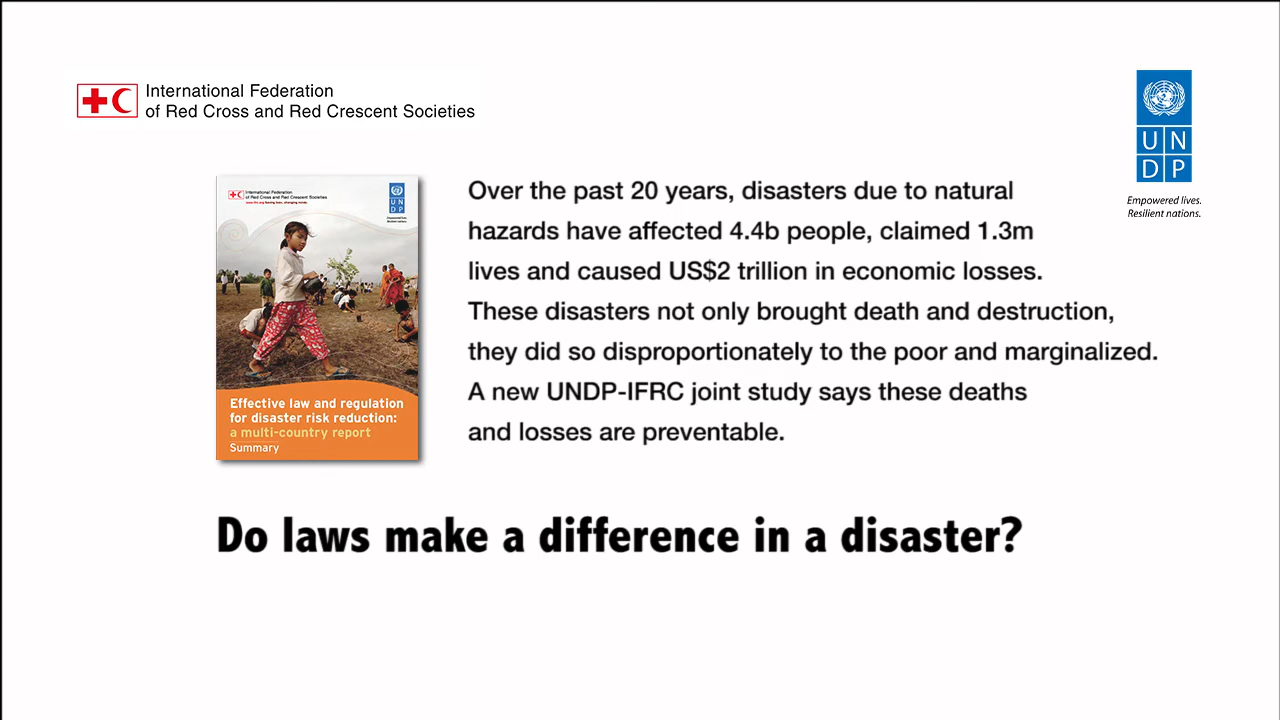 International Federation
of Red Cross and Red Crescent Societies
U N
D P
Empowered lives.
Resilient nations.
International Federation
of Red Cross and Red Crescent Societies
U N
D P
Over the past 20 years, disasters due to natural
hazards have affected 4.4b people, claimed 1.3m
lives and caused US$2 trillion in economic losses.
These disasters not only brought death and destruction,
they did so disproportionately to the poor and marginalized.
A new UNDP-IFRC joint study says these deaths
and losses are preventable.
Effective law and regulation
for disaster risk reduction:
a multi-country report
Summary
Do laws make a difference in a disaster?